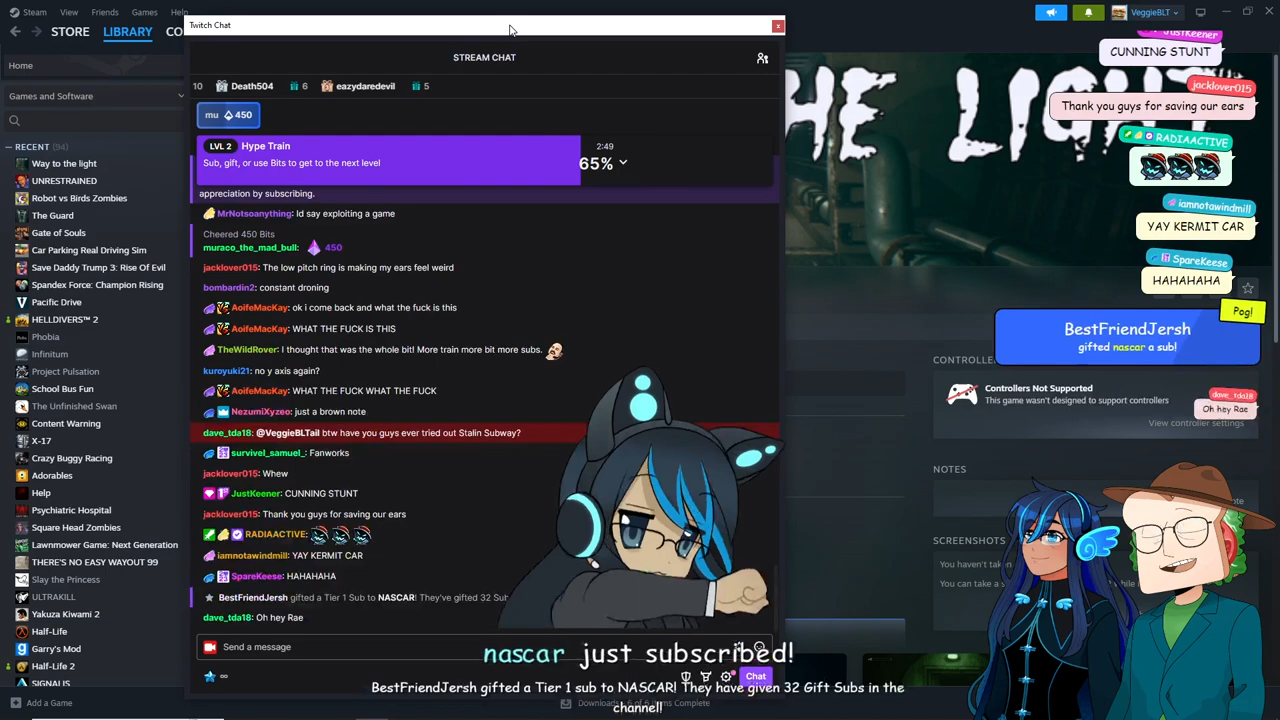 Steam View Friends Games Help
VeggieBLT
STORE LIBRARY CO
Home
Games and Software
RECENT (94)
Way to the light
UNRESTRAINED
Robot vs Birds Zombies
The Guard
Gate of Souls
Car Parking Real Driving Sim
Save Daddy Trump 3: Rise Of Evil
Spandex Force: Champion Rising
Pacific Drive
HELLDIVERS™ 2
Phobia
Infinitum
Project Pulsation
School Bus Fun
The Unfinished Swan
Content Warning
X-17
Crazy Buggy Racing
Adorables
Help
Psychiatric Hospital
Square Head Zombies
Lawnmower Game: Next Generation
THERE'S NO EASY WAYOUT 99
Slay the Princess
ULTRAKILL
Yakuza Kiwami 2
Half-Life
Garry's Mod
Half-Life 2
SIGNALIS
Add a Game
Twitch Chat
STREAM CHAT
10 Death504 6 eazydaredevil 5
mu 450
LVL 2 Hype Train
Sub, gift, or use Bits to get to the next level
2:49
65%
appreciation by subscribing.
MrNotsoanything: Id say exploiting a game
Cheered 450 Bits
muraco_the_mad_bull: 450
jacklover015: The low pitch ring is making my ears feel weird
bombardin2: constant droning
AoifeMacKay: ok i come back and what the fuck is this
AoifeMacKay: WHAT THE FUCK IS THIS
TheWildRover: I thought that was the whole bit! More train more bit more subs.
kuroyuki21: no y axis again?
AoifeMacKay: WHAT THE FUCK WHAT THE FUCK
NezumiXyzeo: just a brown note
dave_tda18: @VeggieBLTail btw have you guys ever tried out Stalin Subway?
survivel_samuel_: Fanworks
jacklover015: Whew
JustKeener: CUNNING STUNT
jacklover015: Thank you guys for saving our ears
RADIAACTIVE:
iamnotawindmill: YAY KERMIT CAR
SpareKeese: HAHAHAHA
BestFriendJersh gifted a Tier 1 Sub to NASCAR! They've gifted 32 Sub
dave_tda18: Oh hey Rae
Send a message
Chat
nascar just subscribed!
BestFriendJersh gifted a Tier 1 sub to NASCAR! They have given 32 Gift Subs in the
channel!
HE LIGHT
JustKeener
CUNNING STUNT
jacklover015
Thank you guys for saving our ears
RADIAACTIVE
iamnotawindmill
YAY KERMIT CAR
SpareKeese
HAHAHAHA
Pog!
BestFriendJersh
gifted nascar a sub!
dave_tda18
Oh hey Rae
CONTROLLE
Controllers Not Supported
This game wasn't designed to support controllers
View controller settings
NOTES
SCREENSHOTS
You haven't taken
You can take a s